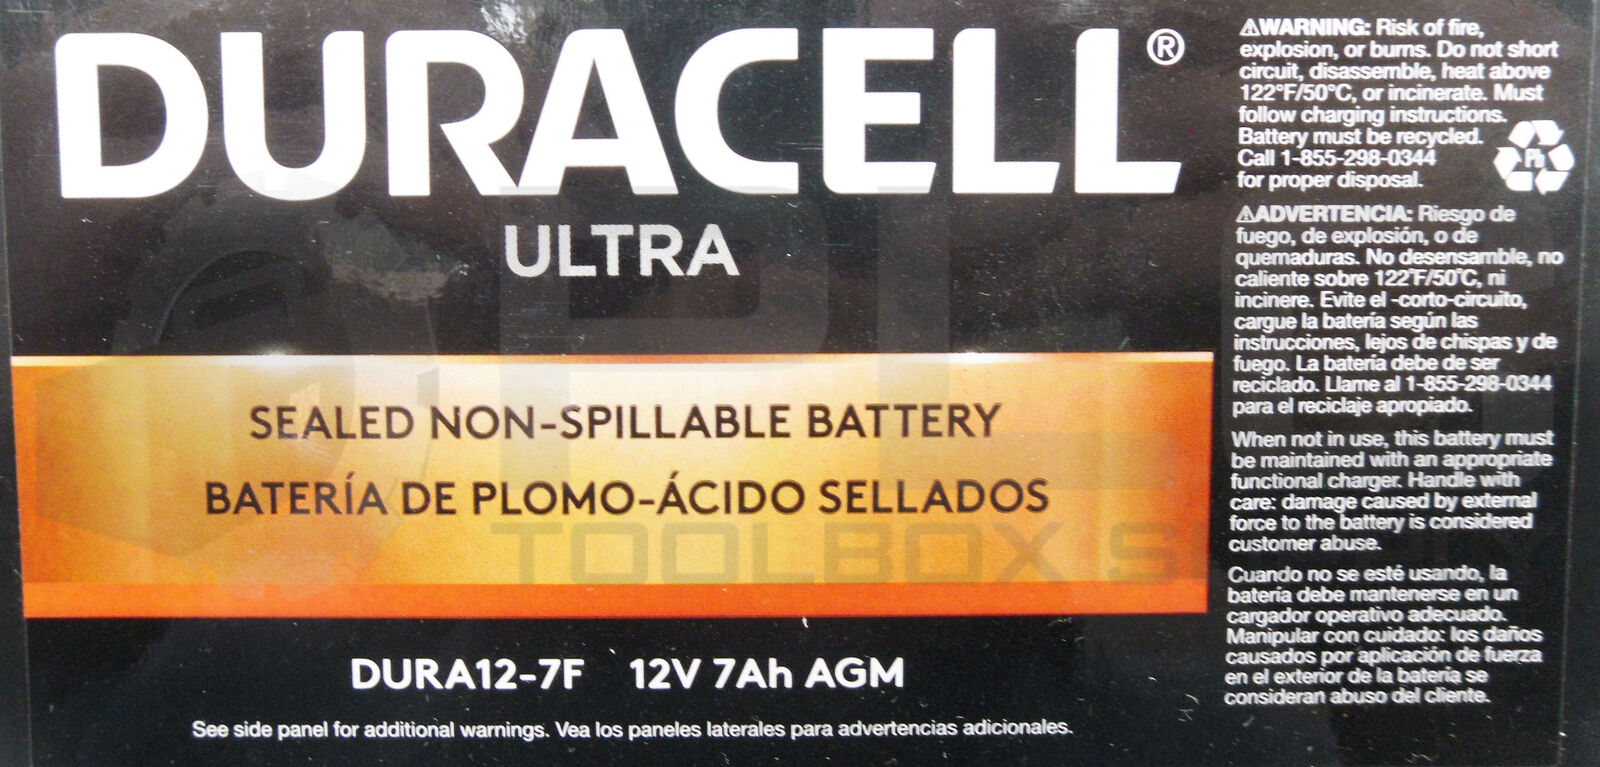 DURACELL®
ULTRA
SEALED NON-SPILLABLE BATTERY
BATERÍA DE PLOMO-ÁCIDO SELLADOS
DURA12-7F 12V 7Ah AGM
See side panel for additional warnings. Vea los paneles laterales para advertencias adicionales.
⚠WARNING: Risk of fire,
explosion, or burns. Do not short
circuit, disassemble, heat above
122°F/50°C, or incinerate. Must
follow charging instructions.
Battery must be recycled.
Call 1-855-298-0344
for proper disposal.
Pb
⚠ADVERTENCIA: Riesgo de
fuego, de explosión, o de
quemaduras. No desensamble, no
caliente sobre 122°F/50°C, ni
incinere. Evite el -corto-circuito,
cargue la batería según las
instrucciones, lejos de chispas y de
fuego. La batería debe de ser
reciclado. Llame al 1-855-298-0344
para el reciclaje apropiado.
When not in use, this battery must
be maintained with an appropriate
functional charger. Handle with
care: damage caused by external
force to the battery is considered
customer abuse.
Cuando no se esté usando, la
batería debe mantenerse en un
cargador operativo adecuado.
Manipular con cuidado: los daños
causados por aplicación de fuerza
en el exterior de la batería se
consideran abuso del cliente.
TOOLBOX